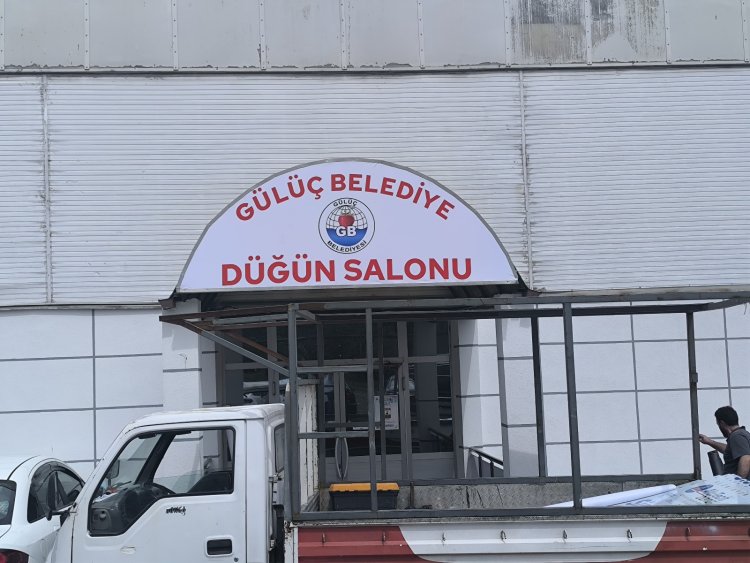 GÜLÜÇ BELEDİYE
GÜLÜÇ
GB
BELEDİYESİ
DÜĞÜN SALONU